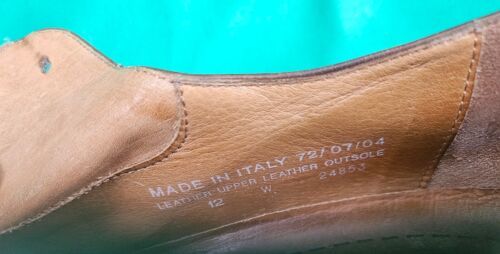 MADE IN ITALY 72/07/04
LEATHER UPPER LEATHER OUTSOLE
12 W 24853